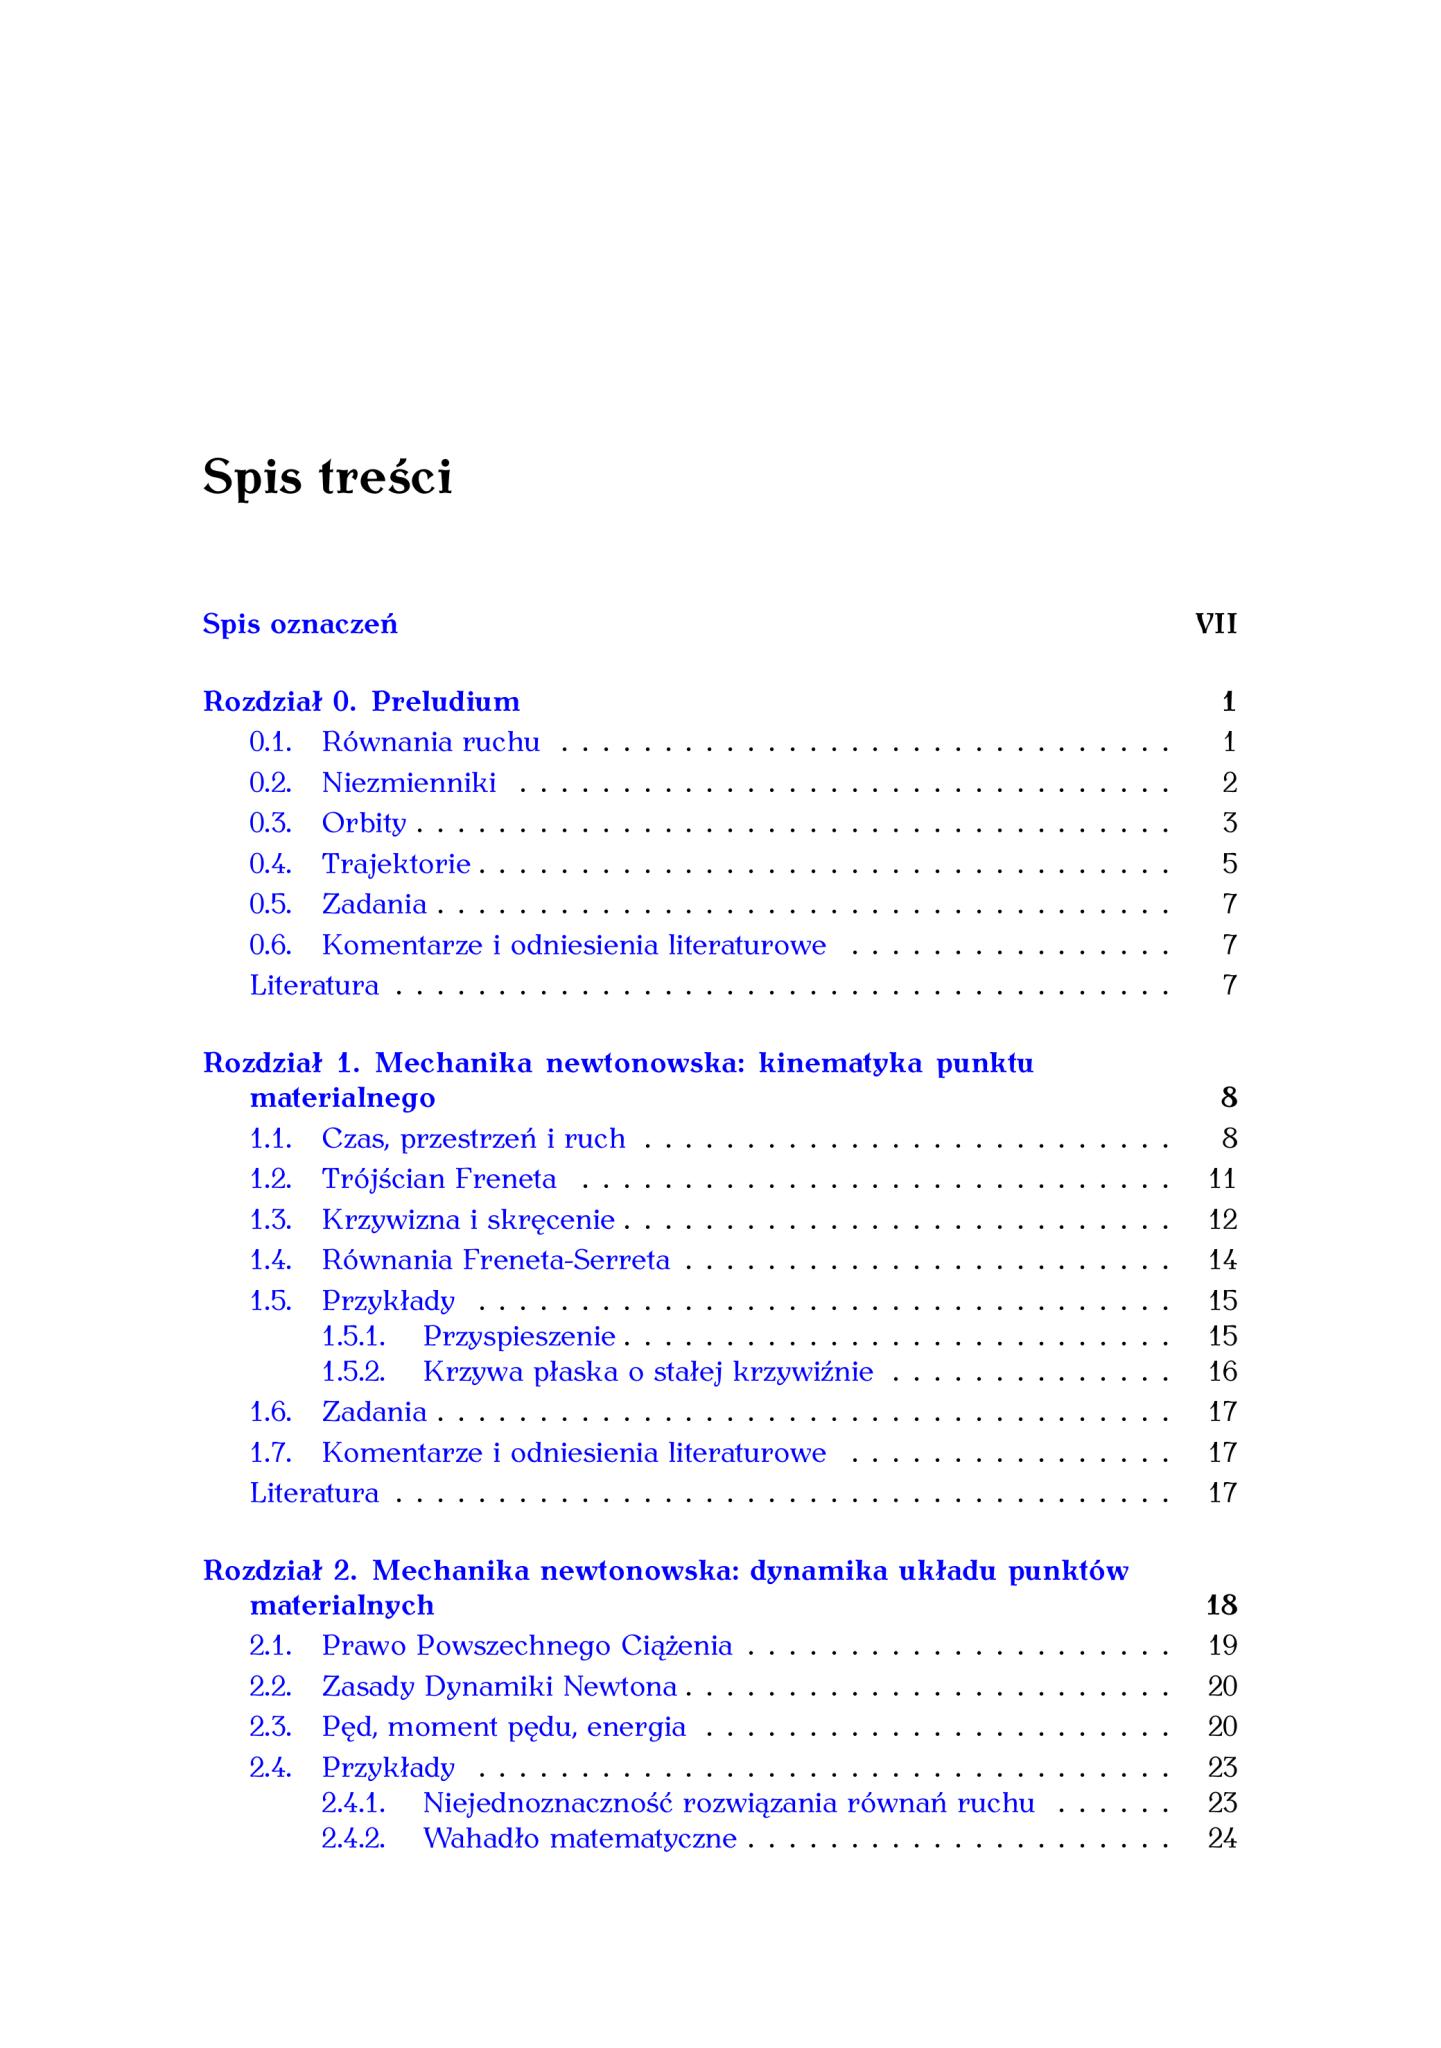 Spis treści
Spis oznaczeń VII
Rozdział 0. Preludium 1
0.1. Równania ruchu . . . . . . . . . . . . . . . . . . . . . . . . . . . . . . 1
0.2. Niezmienniki . . . . . . . . . . . . . . . . . . . . . . . . . . . . . . . . 2
0.3. Orbity . . . . . . . . . . . . . . . . . . . . . . . . . . . . . . . . . . . . . 3
0.4. Trajektorie . . . . . . . . . . . . . . . . . . . . . . . . . . . . . . . . . . 5
0.5. Zadania . . . . . . . . . . . . . . . . . . . . . . . . . . . . . . . . . . . . 7
0.6. Komentarze i odniesienia literaturowe . . . . . . . . . . . . . . . . 7
Literatura . . . . . . . . . . . . . . . . . . . . . . . . . . . . . . . . . . . . . . 7
Rozdział 1. Mechanika newtonowska: kinematyka punktu
materialnego 8
1.1. Czas, przestrzeń i ruch . . . . . . . . . . . . . . . . . . . . . . . . . . 8
1.2. Trójścian Freneta . . . . . . . . . . . . . . . . . . . . . . . . . . . . . 11
1.3. Krzywizna i skręcenie . . . . . . . . . . . . . . . . . . . . . . . . . . . 12
1.4. Równania Freneta-Serreta . . . . . . . . . . . . . . . . . . . . . . . . 14
1.5. Przykłady . . . . . . . . . . . . . . . . . . . . . . . . . . . . . . . . . . 15
1.5.1. Przyspieszenie . . . . . . . . . . . . . . . . . . . . . . . . . . . 15
1.5.2. Krzywa płaska o stałej krzywiźnie . . . . . . . . . . . . . . 16
1.6. Zadania . . . . . . . . . . . . . . . . . . . . . . . . . . . . . . . . . . . . 17
1.7. Komentarze i odniesienia literaturowe . . . . . . . . . . . . . . . . 17
Literatura . . . . . . . . . . . . . . . . . . . . . . . . . . . . . . . . . . . . . . 17
Rozdział 2. Mechanika newtonowska: dynamika układu punktów
materialnych 18
2.1. Prawo Powszechnego Ciążenia . . . . . . . . . . . . . . . . . . . . . 19
2.2. Zasady Dynamiki Newtona . . . . . . . . . . . . . . . . . . . . . . . . 20
2.3. Pęd, moment pędu, energia . . . . . . . . . . . . . . . . . . . . . . . 20
2.4. Przykłady . . . . . . . . . . . . . . . . . . . . . . . . . . . . . . . . . . 23
2.4.1. Niejednoznaczność rozwiązania równań ruchu . . . . . . 23
2.4.2. Wahadło matematyczne . . . . . . . . . . . . . . . . . . . . . 24